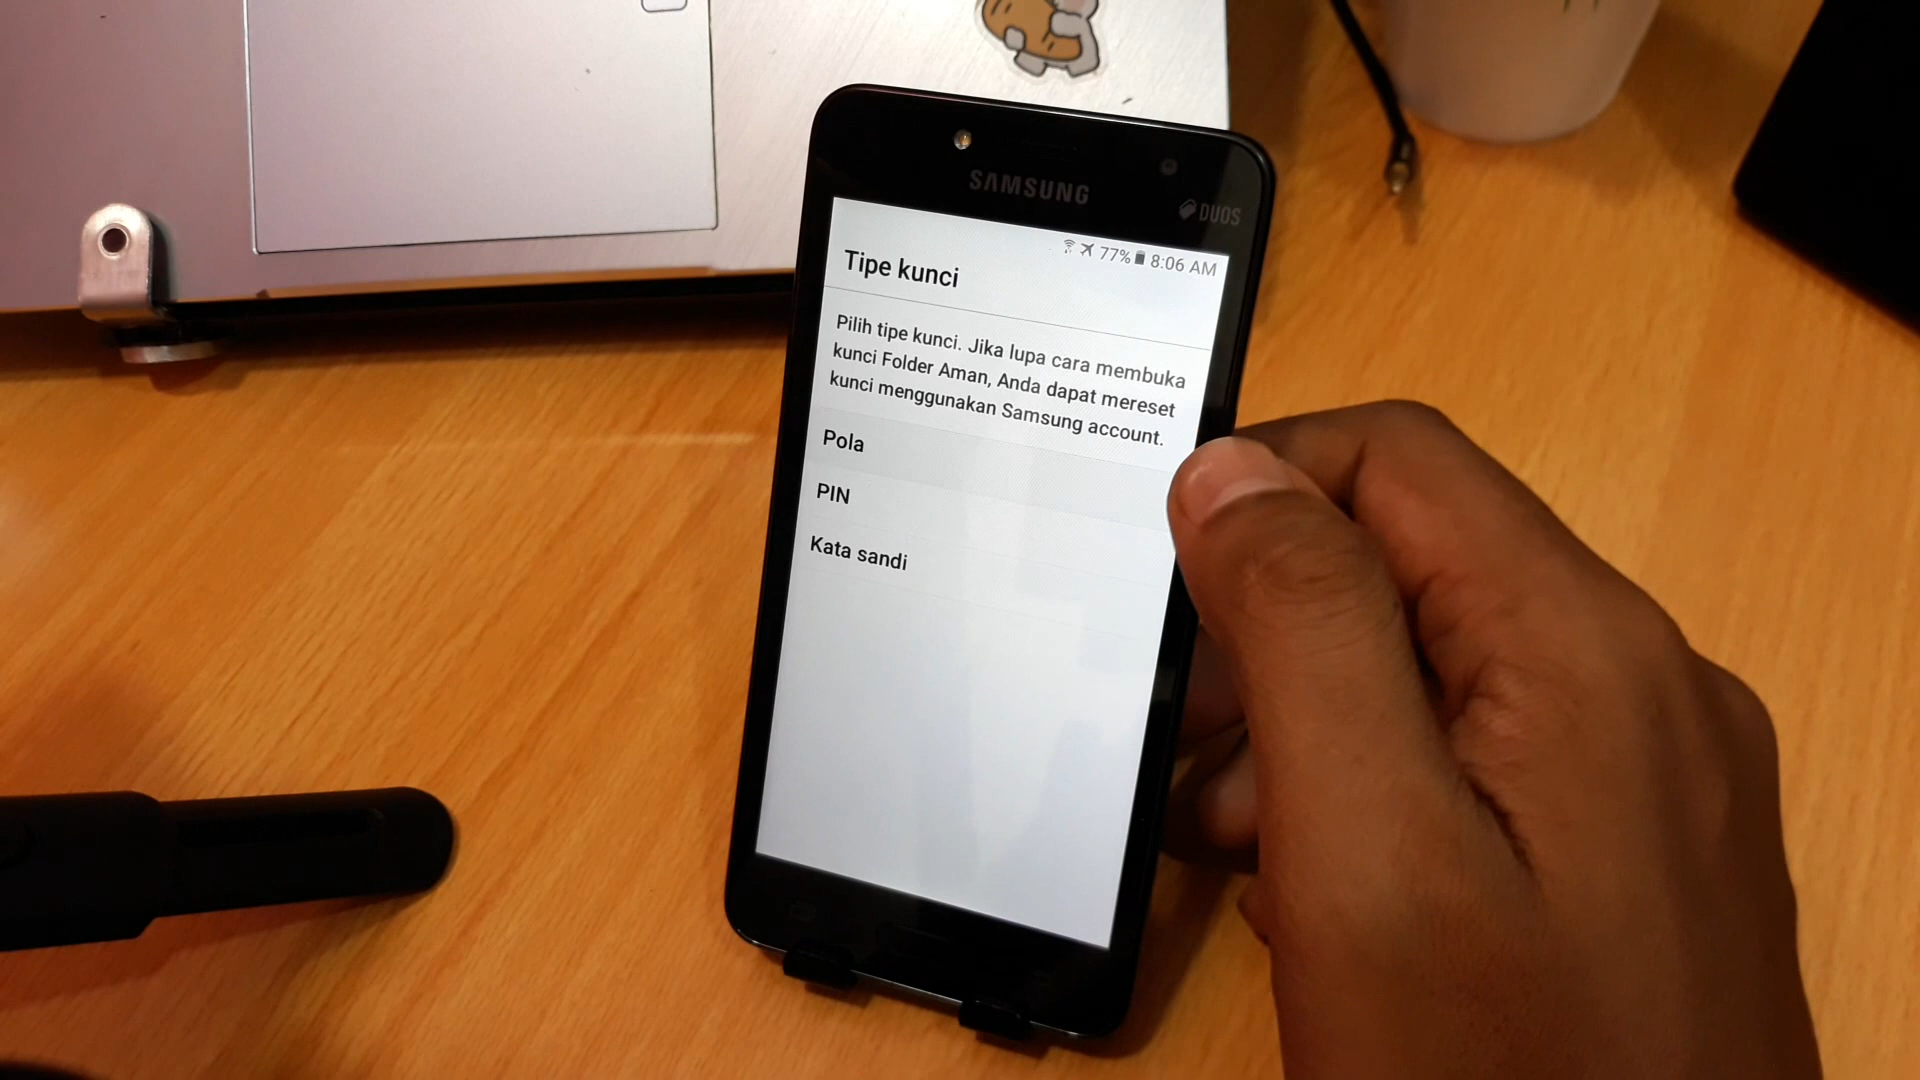 SAMSUNG
DUOS
77% 8:06 AM
Tipe kunci
Pilih tipe kunci. Jika lupa cara membuka
kunci Folder Aman, Anda dapat mereset
kunci menggunakan Samsung account.
Pola
PIN
Kata sandi